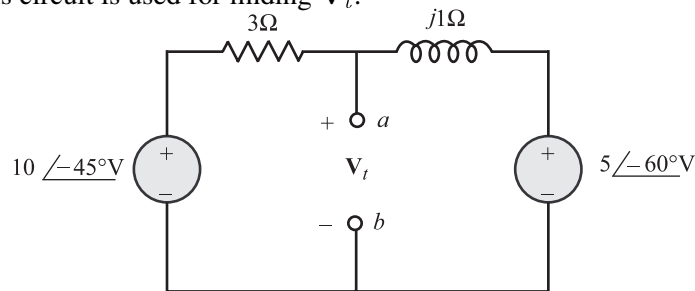 s circuit is used for finding V_t.
3Ω
j1Ω
+ a
10 ∠−45°V
+
−
V_t
+
−
5∠−60°V
− b